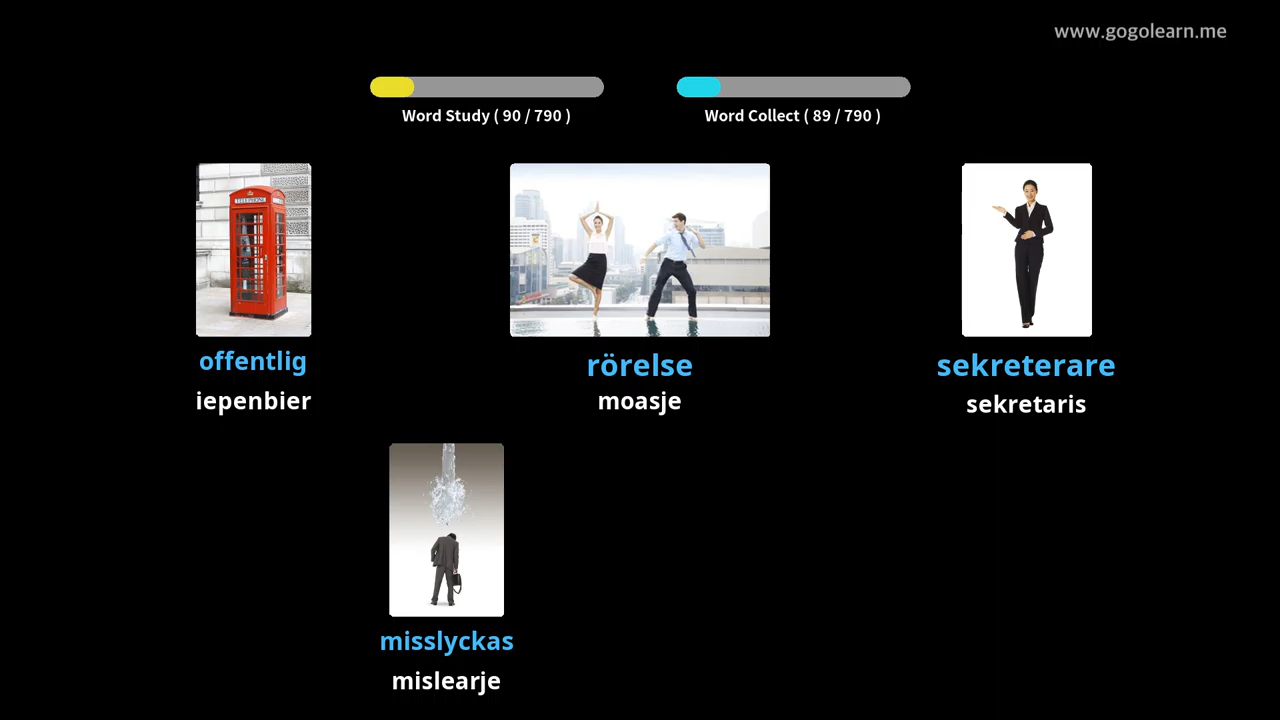 www.gogolearn.me
Word Study ( 90 / 790 )
Word Collect ( 89 / 790 )
TELEPHONE
offentlig
iepenbier
rörelse
moasje
sekreterare
sekretaris
misslyckas
mislearje